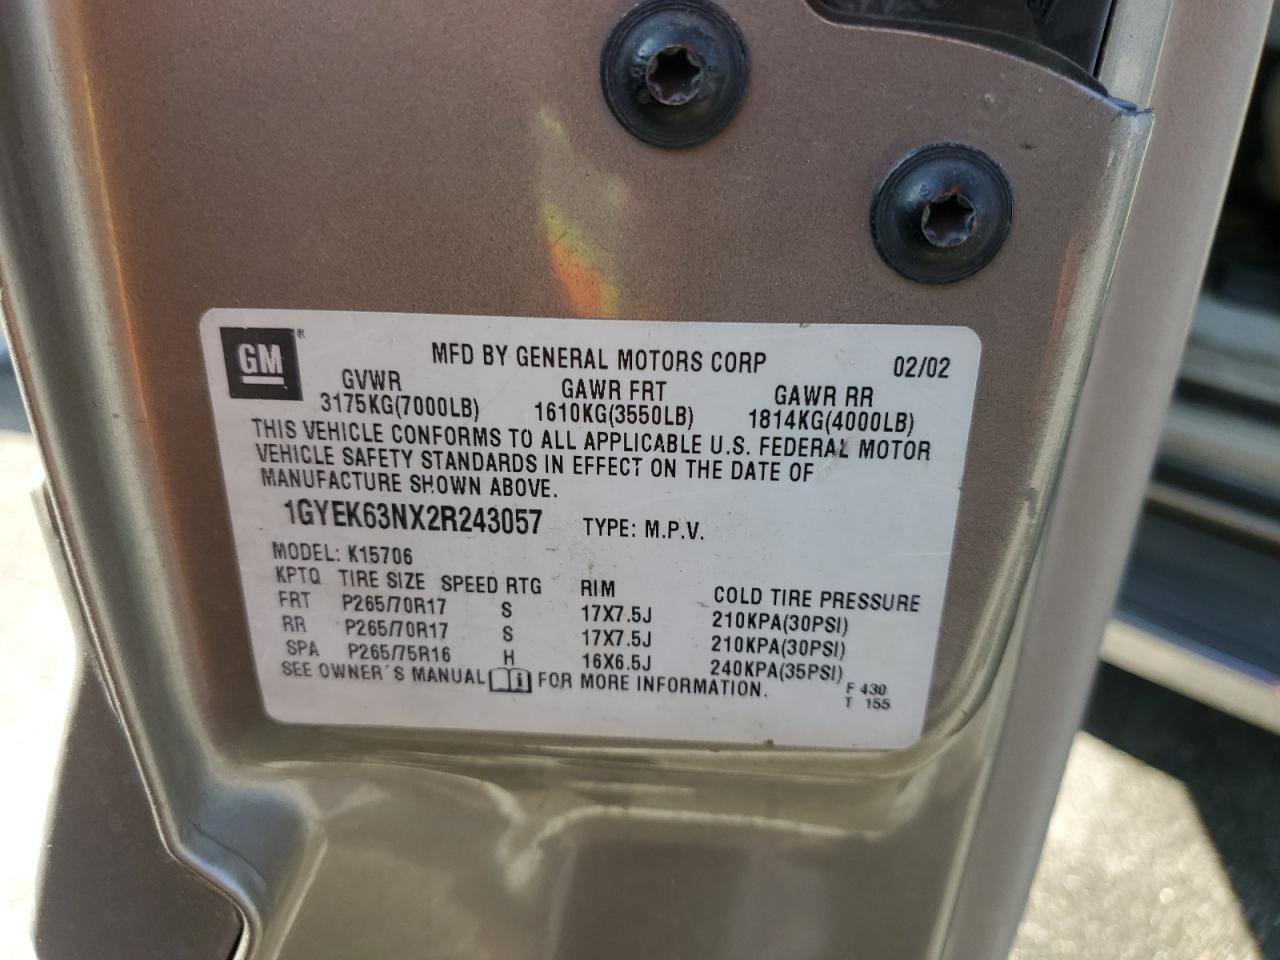 GM ®
MFD BY GENERAL MOTORS CORP 02/02
GVWR GAWR FRT GAWR RR
3175KG(7000LB) 1610KG(3550LB) 1814KG(4000LB)
THIS VEHICLE CONFORMS TO ALL APPLICABLE U.S. FEDERAL MOTOR
VEHICLE SAFETY STANDARDS IN EFFECT ON THE DATE OF
MANUFACTURE SHOWN ABOVE.
1GYEK63NX2R243057 TYPE: M.P.V.
MODEL: K15706
KPTQ TIRE SIZE SPEED RTG RIM COLD TIRE PRESSURE
FRT P265/70R17 S 17X7.5J 210KPA(30PSI)
RR P265/70R17 S 17X7.5J 210KPA(30PSI)
SPA P265/75R16 H 16X6.5J 240KPA(35PSI)
SEE OWNER'S MANUAL i FOR MORE INFORMATION.
F 430
T 155